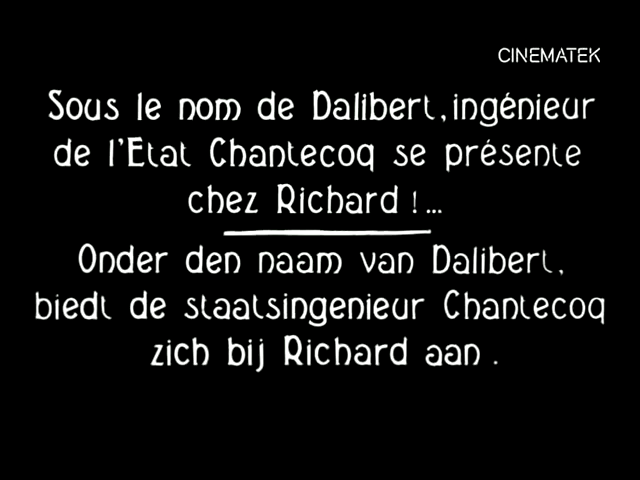 CINEMATEK
Sous le nom de Dalibert, ingénieur
de l'Etat Chantecoq se présente
chez Richard !...
Onder den naam van Dalibert,
biedt de staatsingenieur Chantecoq
zich bij Richard aan.